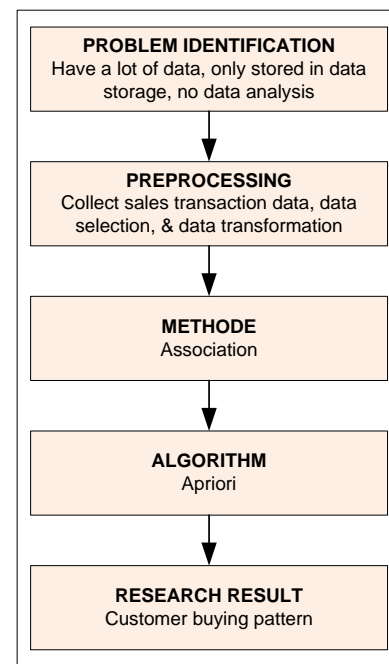 PROBLEM IDENTIFICATION
Have a lot of data, only stored in data
storage, no data analysis
PREPROCESSING
Collect sales transaction data, data
selection, & data transformation
METHODE
Association
ALGORITHM
Apriori
RESEARCH RESULT
Customer buying pattern